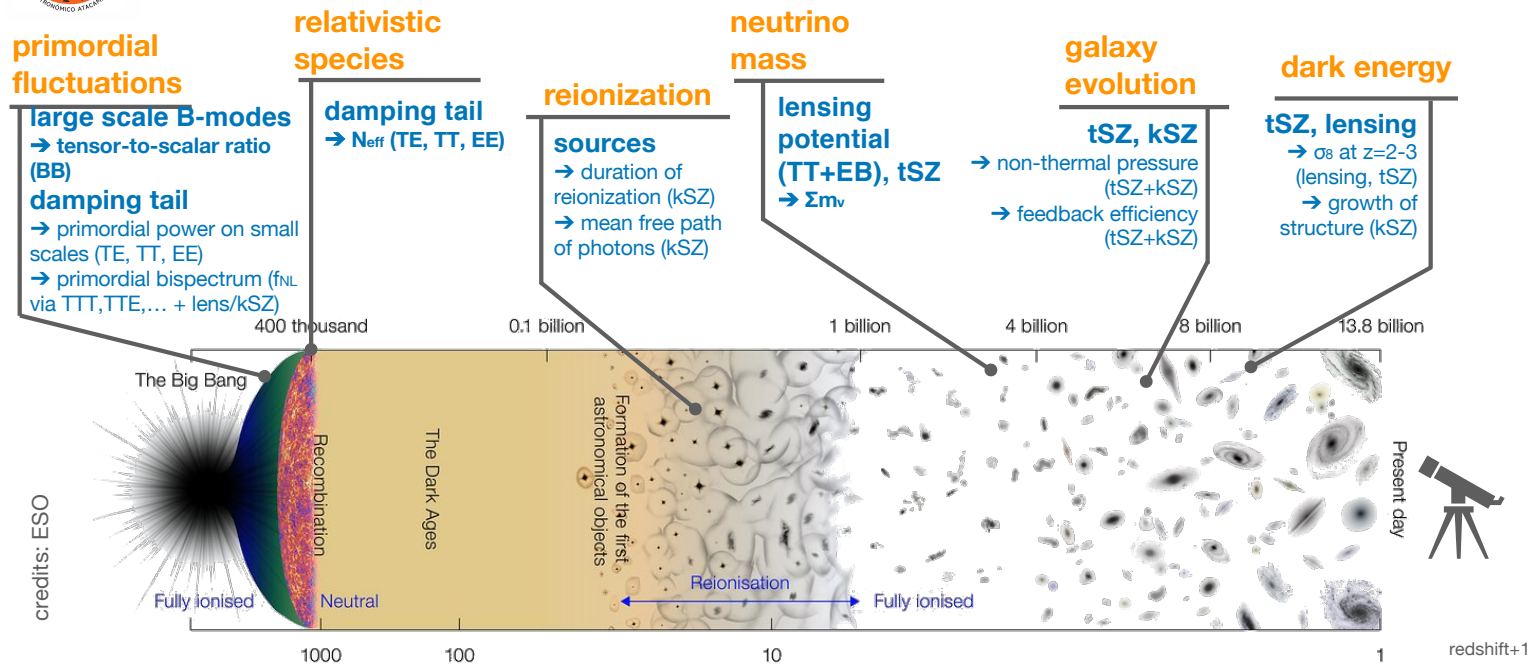 TRONÓMICO ATACAM
primordial
fluctuations
large scale B-modes
➔ tensor-to-scalar ratio
(BB)
damping tail
➔ primordial power on small
scales (TE, TT, EE)
➔ primordial bispectrum (fNL
via TTT,TTE,… + lens/kSZ)
relativistic
species
damping tail
➔ Neff (TE, TT, EE)
reionization
sources
➔ duration of
reionization (kSZ)
➔ mean free path
of photons (kSZ)
neutrino
mass
lensing
potential
(TT+EB), tSZ
➔ Σmν
galaxy
evolution
tSZ, kSZ
➔ non-thermal pressure
(tSZ+kSZ)
➔ feedback efficiency
(tSZ+kSZ)
dark energy
tSZ, lensing
➔ σ8 at z=2-3
(lensing, tSZ)
➔ growth of
structure (kSZ)
400 thousand
0.1 billion
1 billion
4 billion
8 billion
13.8 billion
The Big Bang
Recombination
The Dark Ages
Formation of the first
astronomical objects
Present day
Reionisation
Fully ionised
Neutral
Fully ionised
credits: ESO
1000
100
10
1
redshift+1